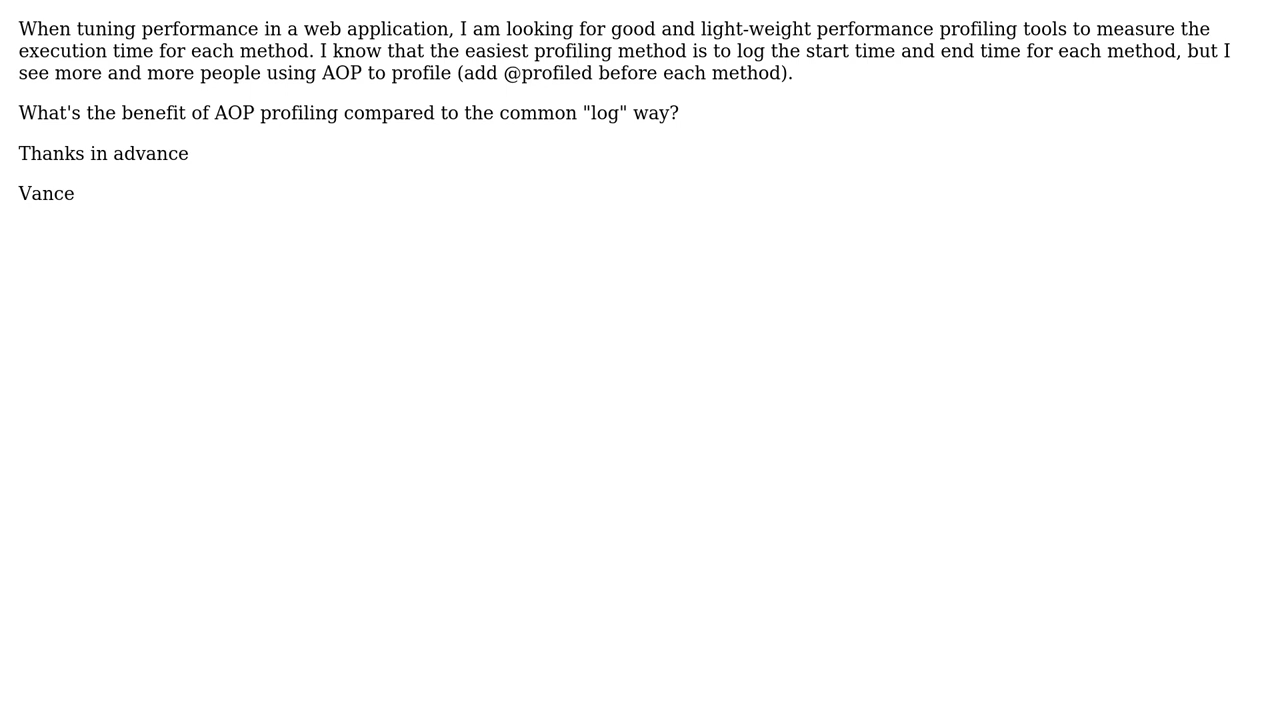 When tuning performance in a web application, I am looking for good and light-weight performance profiling tools to measure the
execution time for each method. I know that the easiest profiling method is to log the start time and end time for each method, but I
see more and more people using AOP to profile (add @profiled before each method).
What's the benefit of AOP profiling compared to the common "log" way?
Thanks in advance
Vance